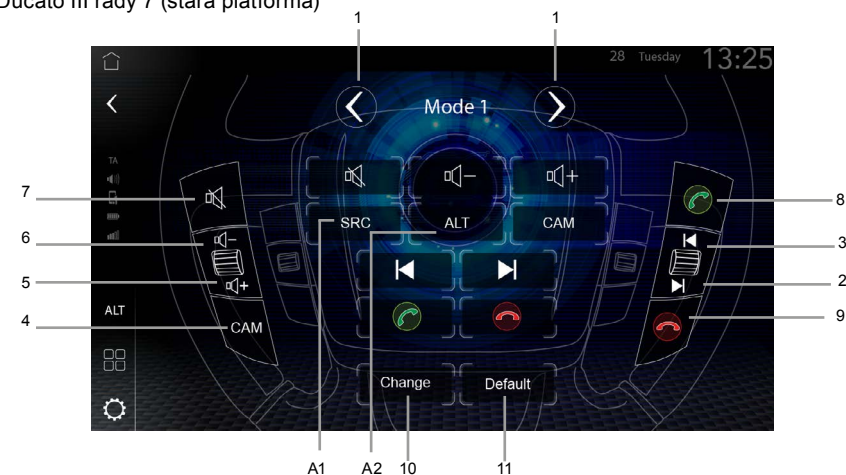 Ducato III rady 7 (stará platforma)
1 1
28 Tuesday 13:25
Mode 1
TA
7
8
6
SRC ALT CAM
3
5
2
4
ALT
CAM
9
Change Default
A1 A2 10 11